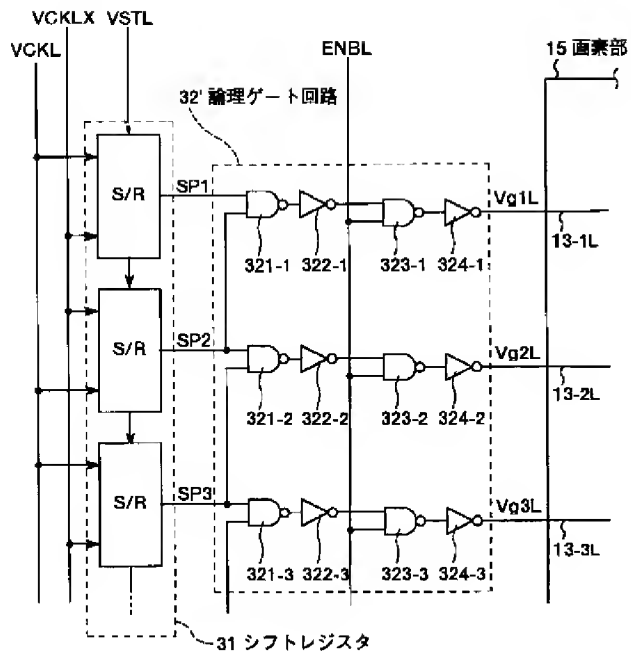 VCKLX VSTL
VCKL
ENBL
15 画素部
32' 論理ゲート回路
S/R
SP1
Vg1L
321-1
322-1
323-1
324-1
13-1L
S/R
SP2
Vg2L
321-2
322-2
323-2
324-2
13-2L
S/R
SP3
Vg3L
321-3
322-3
323-3
324-3
13-3L
31 シフトレジスタ